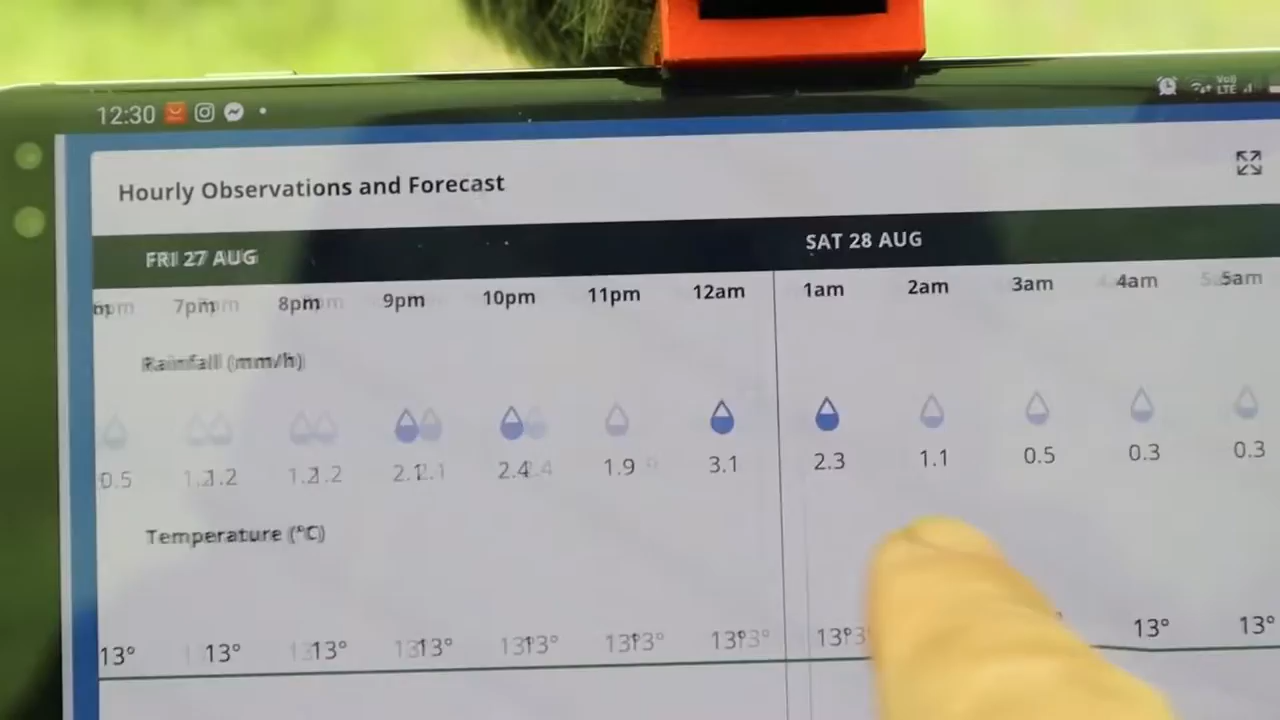 12:30
VoLTE
Hourly Observations and Forecast
FRI 27 AUG SAT 28 AUG
6pm 7pm 8pm 9pm 10pm 11pm 12am 1am 2am 3am 4am 5am
Rainfall (mm/h)
0.5 1.2 1.2 2.1 2.4 1.9 3.1 2.3 1.1 0.5 0.3 0.3
Temperature (°C)
13° 13° 13° 13° 13° 13° 13° 13° 13° 13°